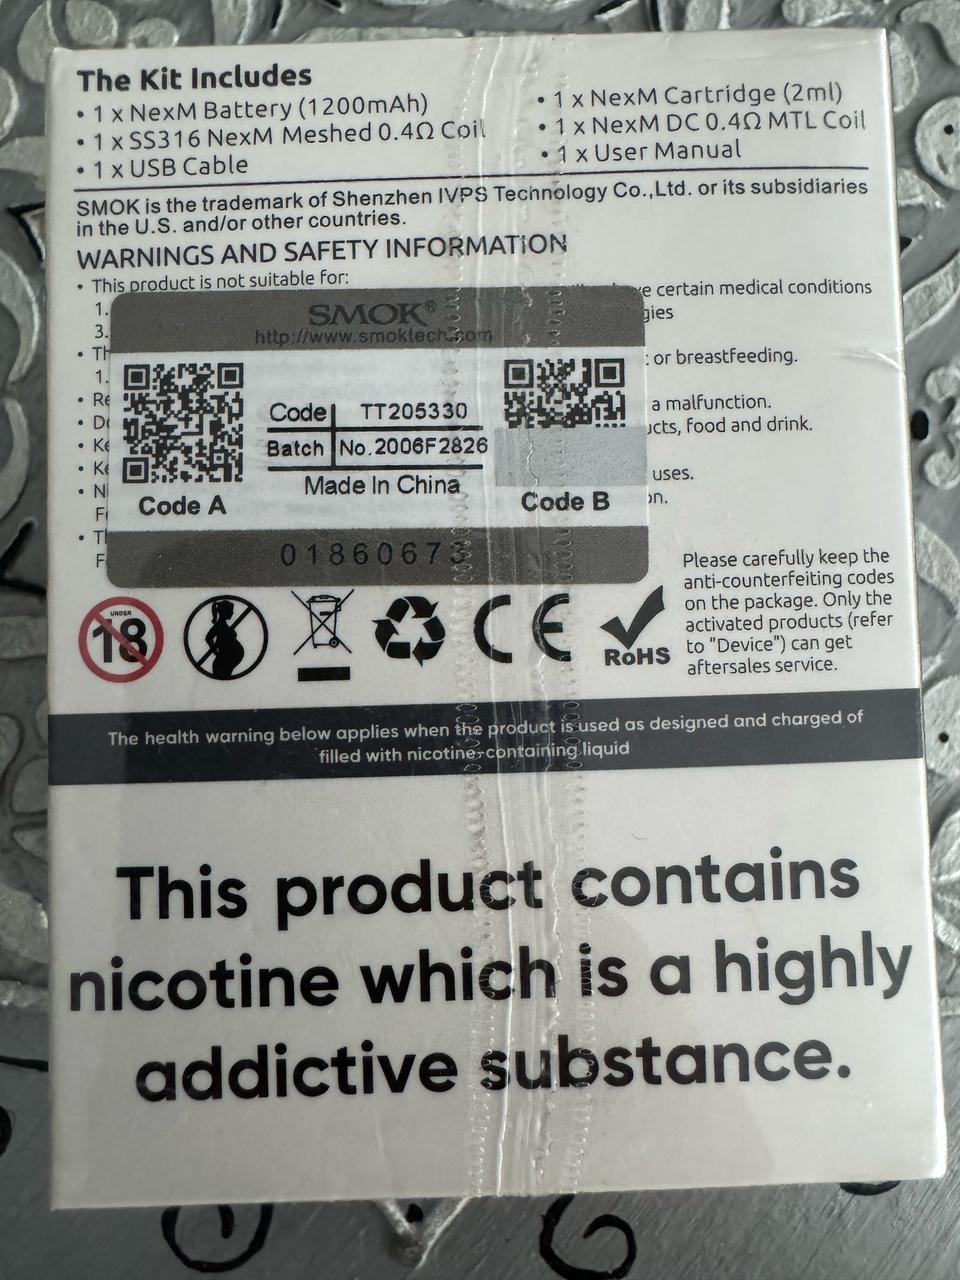 The Kit Includes
• 1 x NexM Battery (1200mAh)
• 1 x SS316 NexM Meshed 0.4Ω Coil
• 1 x USB Cable
• 1 x NexM Cartridge (2ml)
• 1 x NexM DC 0.4Ω MTL Coil
• 1 x User Manual
SMOK is the trademark of Shenzhen IVPS Technology Co.,Ltd. or its subsidiaries
in the U.S. and/or other countries.
WARNINGS AND SAFETY INFORMATION
• This product is not suitable for:
1.
certain medical conditions
3.
•
1.
or breastfeeding.
•
a malfunction.
•
food and drink.
•
•
uses.
•
•
SMOK®
http://www.smoktech.com
Code TT205330
Batch No.2006F2826
Made In China
Code A
Code B
01860673
UNDER
18
CE
RoHS
Please carefully keep the
anti-counterfeiting codes
on the package. Only the
activated products (refer
to "Device") can get
aftersales service.
The health warning below applies when the product is used as designed and charged of
filled with nicotine-containing liquid
This product contains
nicotine which is a highly
addictive substance.